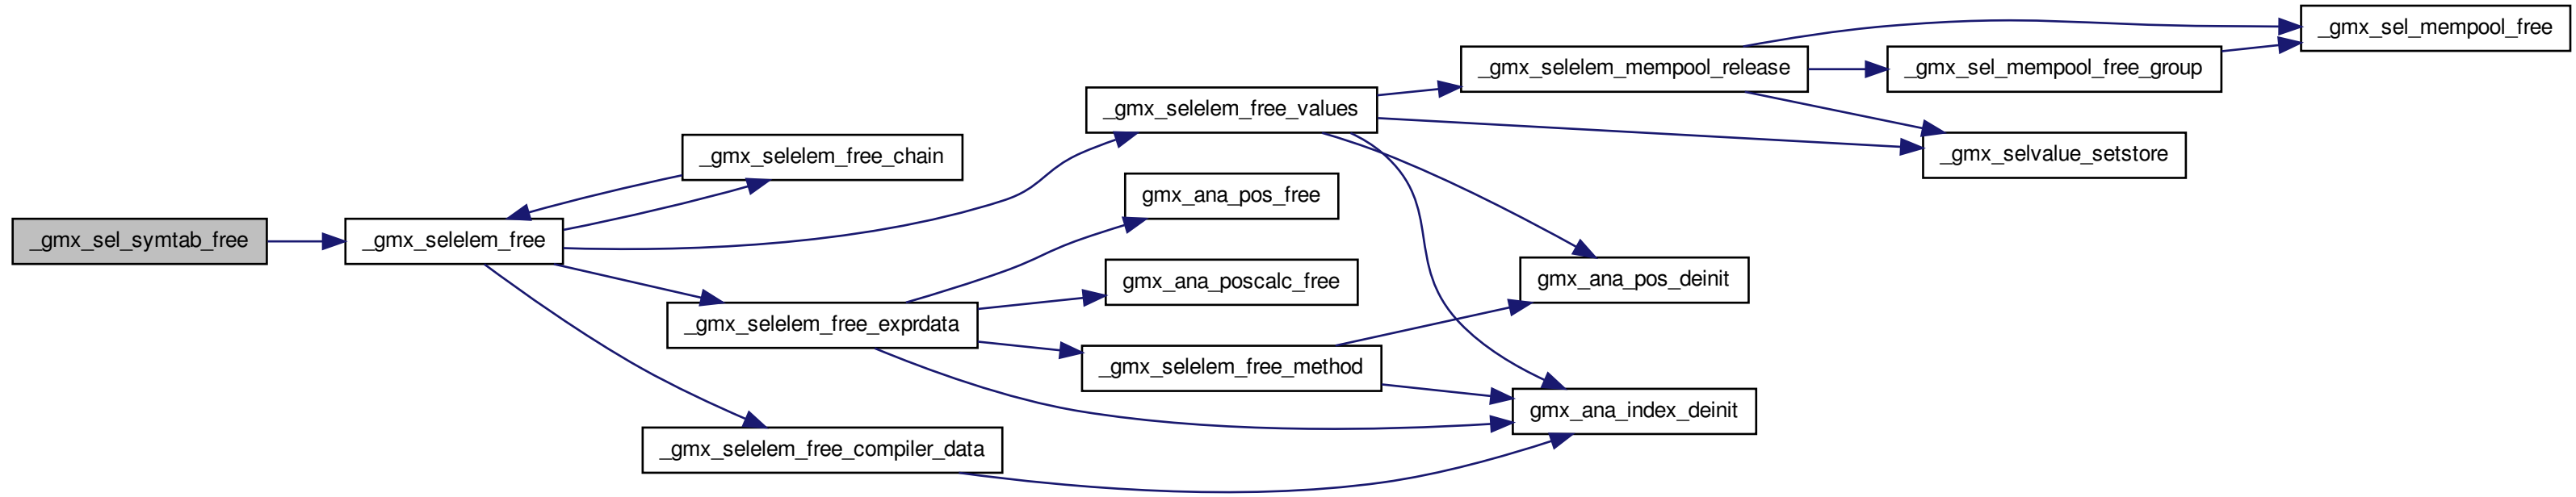 _gmx_sel_symtab_free
_gmx_selelem_free
_gmx_selelem_free_chain
_gmx_selelem_free_exprdata
_gmx_selelem_free_compiler_data
_gmx_selelem_free_values
gmx_ana_pos_free
gmx_ana_poscalc_free
_gmx_selelem_free_method
_gmx_selelem_mempool_release
gmx_ana_pos_deinit
gmx_ana_index_deinit
_gmx_sel_mempool_free_group
_gmx_selvalue_setstore
_gmx_sel_mempool_free